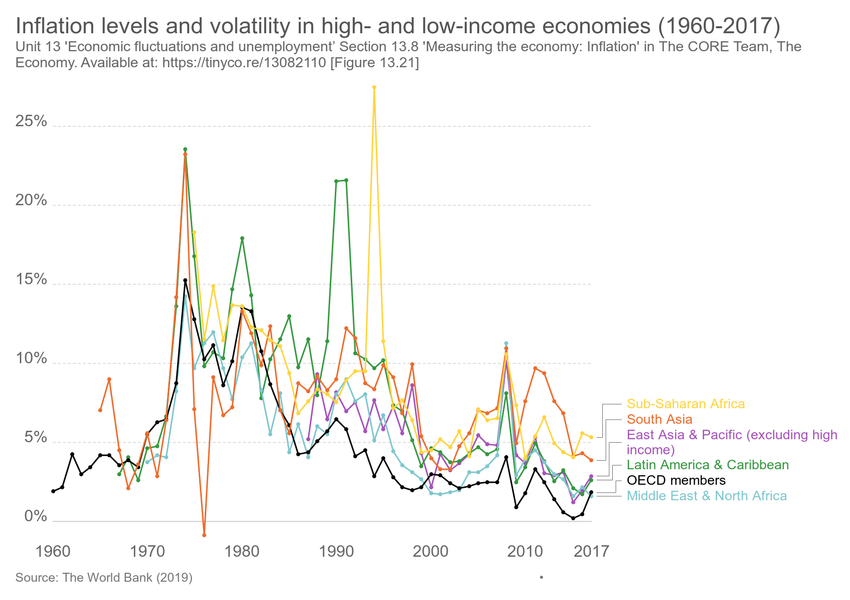 Inflation levels and volatility in high- and low-income economies (1960-2017)
Unit 13 'Economic fluctuations and unemployment' Section 13.8 'Measuring the economy: Inflation' in The CORE Team, The
Economy. Available at: https://tinyco.re/13082110 [Figure 13.21]
25%
20%
15%
10%
5%
0%
Sub-Saharan Africa
South Asia
East Asia & Pacific (excluding high
income)
Latin America & Caribbean
OECD members
Middle East & North Africa
1960 1970 1980 1990 2000 2010 2017
Source: The World Bank (2019)